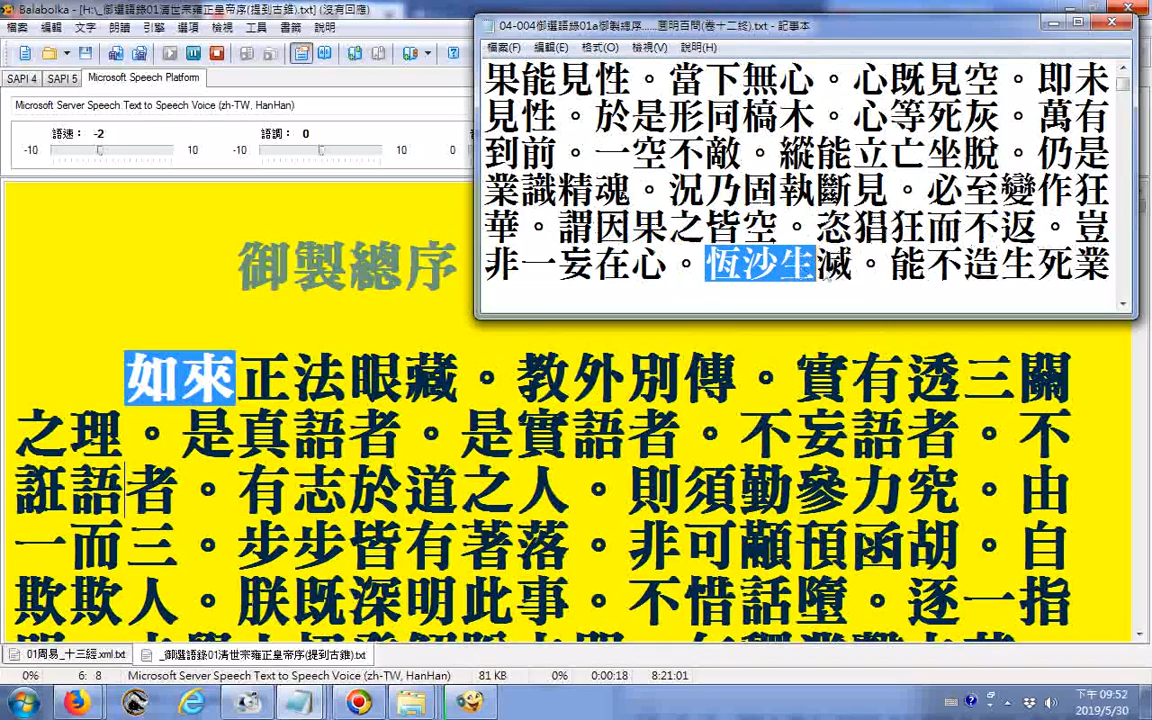 Balabolka - [H:\_御選語錄01清世宗雍正皇帝序(提到古錐).txt] (沒有回應)
檔案 編輯 文字 朗讀 引擎 選項 檢視 工具 書籤 說明
SAPI 4 SAPI 5 Microsoft Speech Platform
Microsoft Server Speech Text to Speech Voice (zh-TW, HanHan)
語速： -2 語調： 0
-10 10 -10 10 0
04-004御選語錄01a御製總序.....圓明百問(卷十二終).txt - 記事本
檔案(F) 編輯(E) 格式(O) 檢視(V) 說明(H)
果能見性。當下無心。心既見空。即未
見性。於是形同槁木。心等死灰。萬有
到前。一空不敵。縱能立亡坐脫。仍是
業識精魂。況乃固執斷見。必至變作狂
華。謂因果之皆空。恣猖狂而不返。豈
非一妄在心。恆沙生滅。能不造生死業
御製總序
如來正法眼藏。教外別傳。實有透三關
之理。是真語者。是實語者。不妄語者。不
誑語者。有志於道之人。則須勤參力究。由
一而三。步步皆有著落。非可顢頇函胡。自
欺欺人。朕既深明此事。不惜話墮。逐一指
01周易_十三經.xml.txt _御選語錄01清世宗雍正皇帝序(提到古錐).txt
0% 6: 8 Microsoft Server Speech Text to Speech Voice (zh-TW, HanHan) 81 KB 0% 0:00:18 8:21:01
下午 09:52
2019/5/30